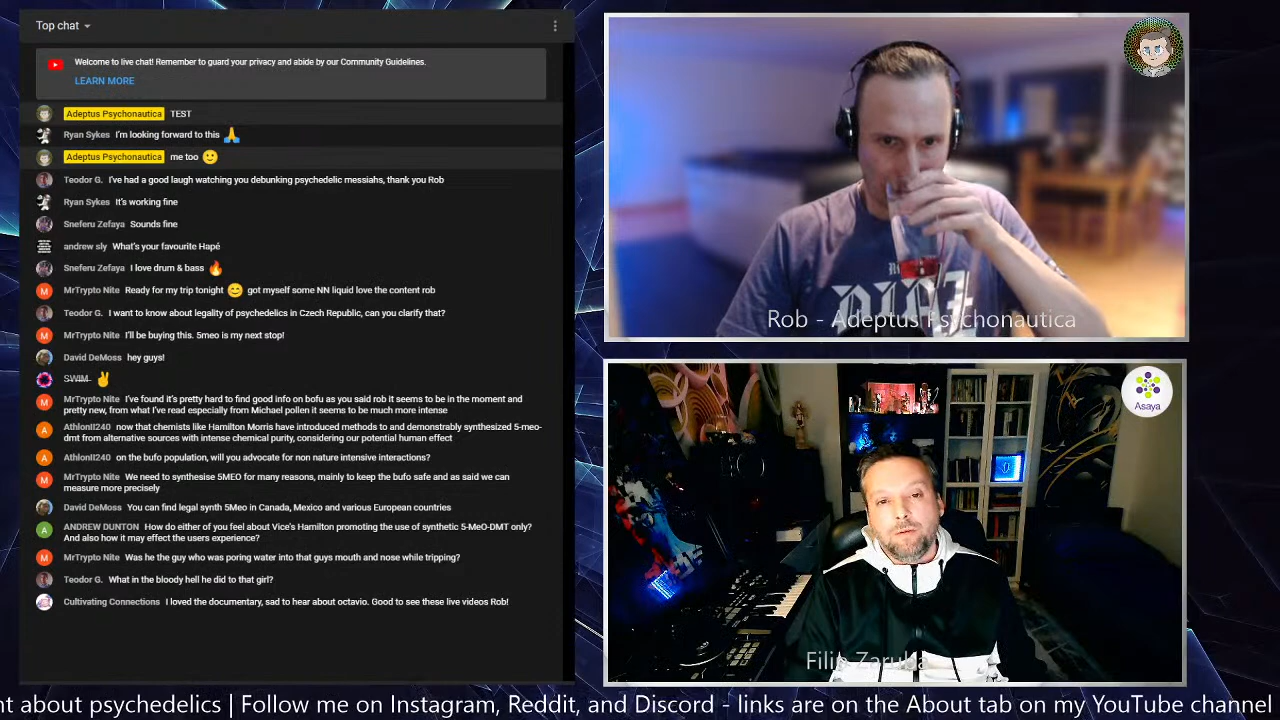 Top chat
Welcome to live chat! Remember to guard your privacy and abide by our Community Guidelines.
LEARN MORE
Adeptus Psychonautica TEST
Ryan Sykes I'm looking forward to this 🙏
Adeptus Psychonautica me too 🙂
Teodor G. I've had a good laugh watching you debunking psychedelic messiahs, thank you Rob
Ryan Sykes It's working fine
Sneferu Zefaya Sounds fine
andrew sly What's your favourite Hapé
Sneferu Zefaya I love drum & bass 🔥
MrTrypto Nite Ready for my trip tonight 😊 got myself some NN liquid love the content rob
Teodor G. I want to know about legality of psychedelics in Czech Republic, can you clarify that?
MrTrypto Nite I'll be buying this. 5meo is my next stop!
David DeMoss hey guys!
SWIM ✌
MrTrypto Nite I've found it's pretty hard to find good info on bofu as you said rob it seems to be in the moment and
pretty new, from what I've read especially from Michael pollen it seems to be much more intense
AthlonII240 now that chemists like Hamilton Morris have introduced methods to and demonstrably synthesized 5-meo-
dmt from alternative sources with intense chemical purity, considering our potential human effect
AthlonII240 on the bufo population, will you advocate for non nature intensive interactions?
MrTrypto Nite We need to synthesise 5MEO for many reasons, mainly to keep the bufo safe and as said we can
measure more precisely
David DeMoss You can find legal synth 5Meo in Canada, Mexico and various European countries
ANDREW DUNTON How do either of you feel about Vice's Hamilton promoting the use of synthetic 5-MeO-DMT only?
And also how it may effect the users experience?
MrTrypto Nite Was he the guy who was poring water into that guys mouth and nose while tripping?
Teodor G. What in the bloody hell he did to that girl?
Cultivating Connections I loved the documentary, sad to hear about octavio. Good to see these live videos Rob!
Rob - Adeptus Psychonautica
Asaya
Filip Zaruba
nt about psychedelics | Follow me on Instagram, Reddit, and Discord - links are on the About tab on my YouTube channel